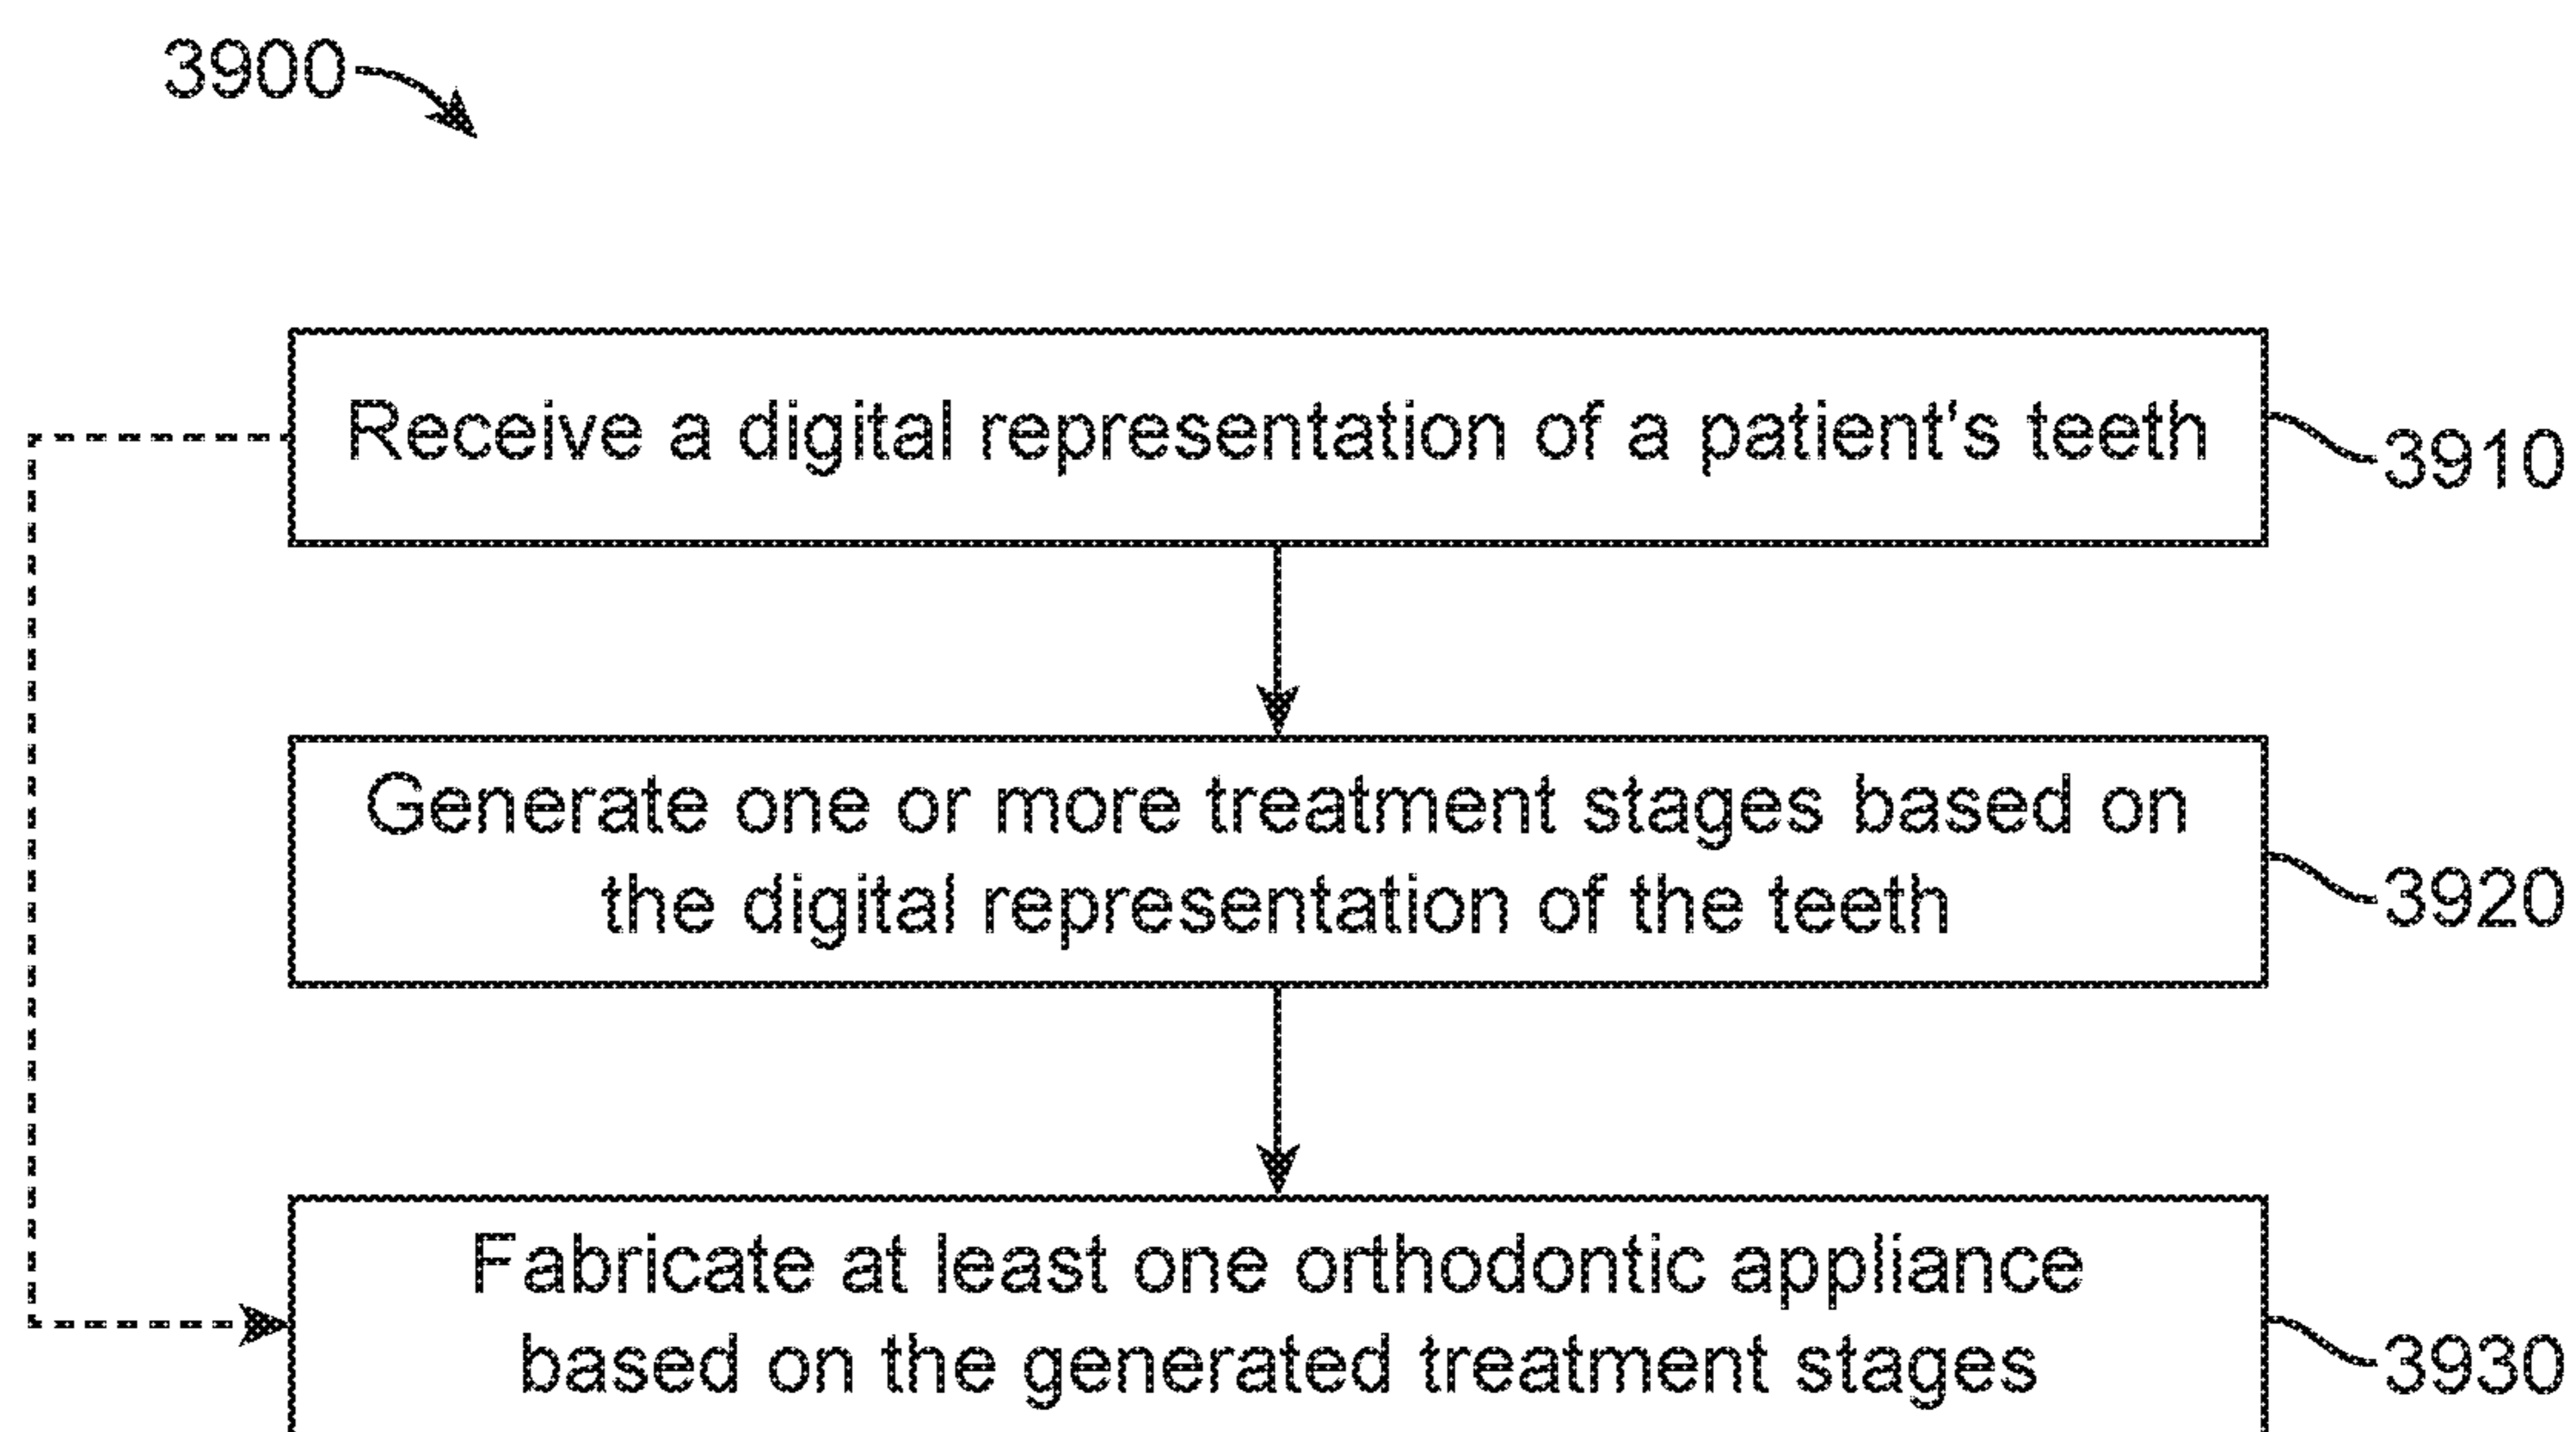 3900
Receive a digital representation of a patient's teeth
3910
Generate one or more treatment stages based on
the digital representation of the teeth
3920
Fabricate at least one orthodontic appliance
based on the generated treatment stages
3930